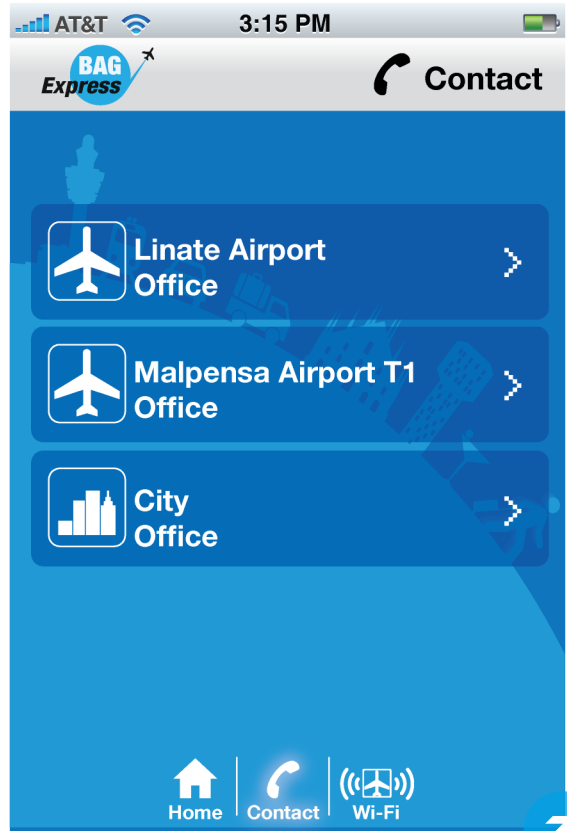 AT&T 3:15 PM
BAG
Express
Contact
Linate Airport
Office
Malpensa Airport T1
Office
City
Office
Home Contact Wi-Fi